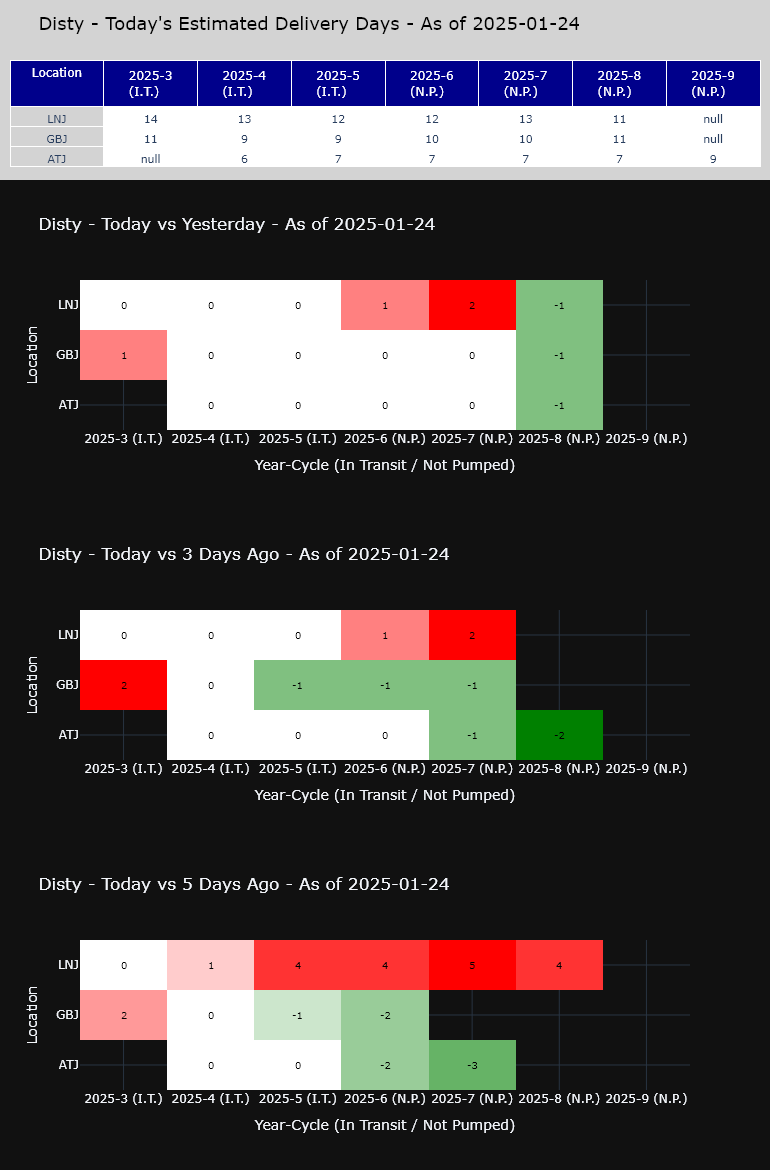 Disty - Today's Estimated Delivery Days - As of 2025-01-24
Location 2025-3 (I.T.) 2025-4 (I.T.) 2025-5 (I.T.) 2025-6 (N.P.) 2025-7 (N.P.) 2025-8 (N.P.) 2025-9 (N.P.)
LNJ 14 13 12 12 13 11 null
GBJ 11 9 9 10 10 11 null
ATJ null 6 7 7 7 7 9
Disty - Today vs Yesterday - As of 2025-01-24
Location
LNJ 0 0 0 1 2 -1
GBJ 1 0 0 0 0 -1
ATJ 0 0 0 0 -1
2025-3 (I.T.) 2025-4 (I.T.) 2025-5 (I.T.) 2025-6 (N.P.) 2025-7 (N.P.) 2025-8 (N.P.) 2025-9 (N.P.)
Year-Cycle (In Transit / Not Pumped)
Disty - Today vs 3 Days Ago - As of 2025-01-24
Location
LNJ 0 0 0 1 2
GBJ 2 0 -1 -1 -1
ATJ 0 0 0 -1 -2
2025-3 (I.T.) 2025-4 (I.T.) 2025-5 (I.T.) 2025-6 (N.P.) 2025-7 (N.P.) 2025-8 (N.P.) 2025-9 (N.P.)
Year-Cycle (In Transit / Not Pumped)
Disty - Today vs 5 Days Ago - As of 2025-01-24
Location
LNJ 0 1 4 4 5 4
GBJ 2 0 -1 -2
ATJ 0 0 -2 -3
2025-3 (I.T.) 2025-4 (I.T.) 2025-5 (I.T.) 2025-6 (N.P.) 2025-7 (N.P.) 2025-8 (N.P.) 2025-9 (N.P.)
Year-Cycle (In Transit / Not Pumped)